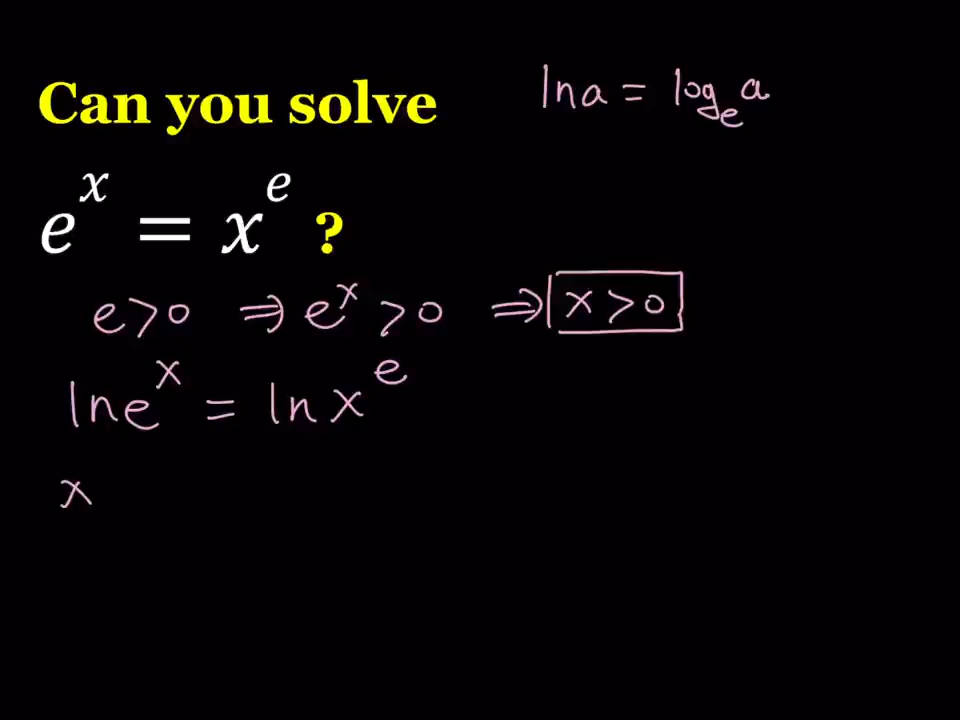 Can you solve
ln a = log_e a
e^x = x^e ?
e > 0 ⇒ e^x > 0 ⇒ x > 0
ln e^x = ln x^e
x